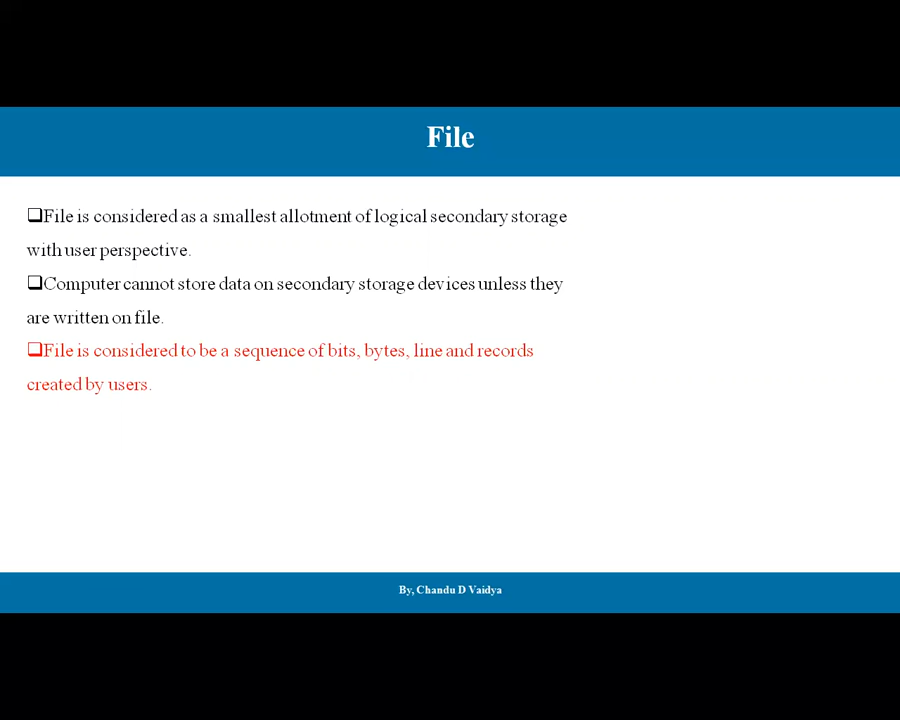 File
❑File is considered as a smallest allotment of logical secondary storage
with user perspective.
❑Computer cannot store data on secondary storage devices unless they
are written on file.
❑File is considered to be a sequence of bits, bytes, line and records
created by users.
By, Chandu D Vaidya